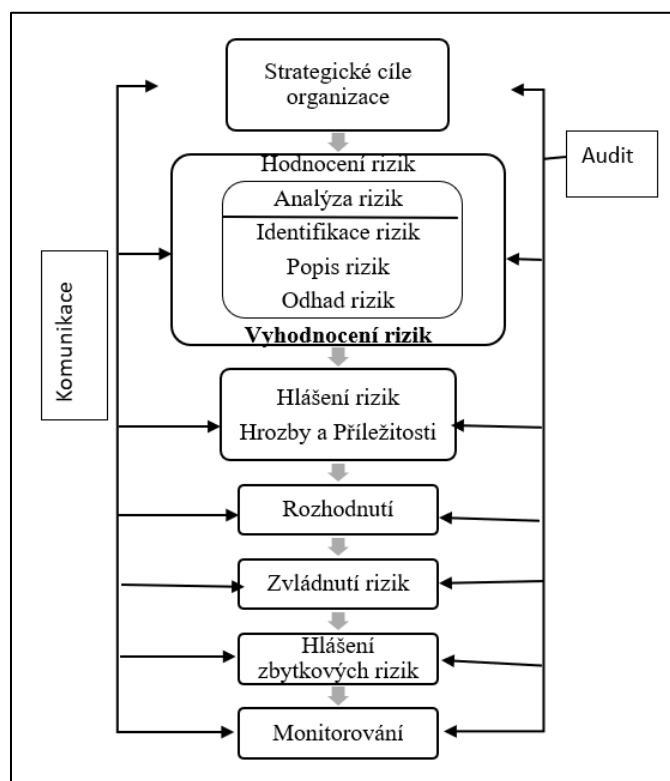 Strategické cíle
organizace
Audit
Hodnocení rizik
Analýza rizik
Identifikace rizik
Popis rizik
Odhad rizik
Vyhodnocení rizik
Komunikace
Hlášení rizik
Hrozby a Příležitosti
Rozhodnutí
Zvládnutí rizik
Hlášení
zbytkových rizik
Monitorování